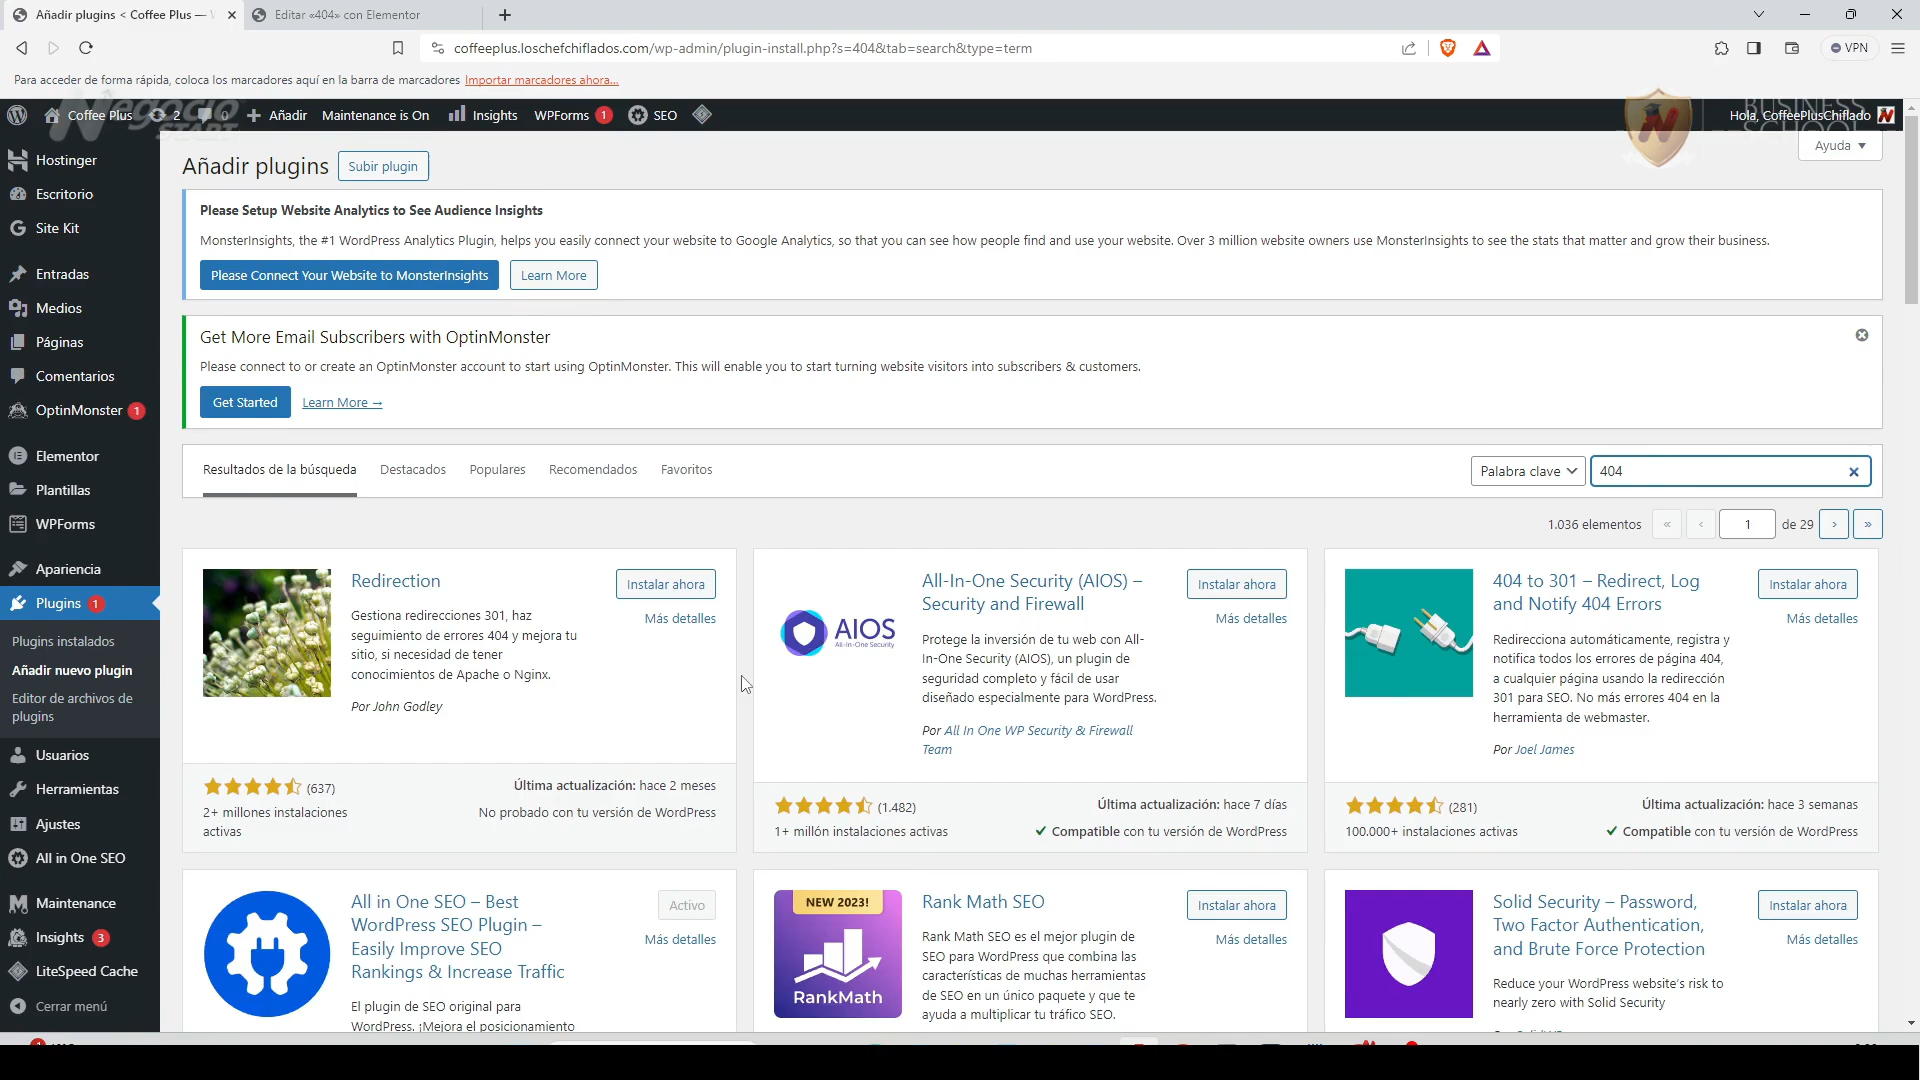 Añadir plugins < Coffee Plus —
Editar «404» con Elementor
coffeeplus.loschefchiflados.com/wp-admin/plugin-install.php?s=404&tab=search&type=term
VPN
Para acceder de forma rápida, coloca los marcadores aquí en la barra de marcadores Importar marcadores ahora...
Negocio
START
BUSINESS
SCHOOL
Coffee Plus 2 0 Añadir Maintenance is On Insights WPForms 1 SEO
Hola, CoffeePlusChiflado
Ayuda
Hostinger
Escritorio
Site Kit
Entradas
Medios
Páginas
Comentarios
OptinMonster 1
Elementor
Plantillas
WPForms
Apariencia
Plugins 1
Plugins instalados
Añadir nuevo plugin
Editor de archivos de
plugins
Usuarios
Herramientas
Ajustes
All in One SEO
Maintenance
Insights 3
LiteSpeed Cache
Cerrar menú
Añadir plugins Subir plugin
Please Setup Website Analytics to See Audience Insights
MonsterInsights, the #1 WordPress Analytics Plugin, helps you easily connect your website to Google Analytics, so that you can see how people find and use your website. Over 3 million website owners use MonsterInsights to see the stats that matter and grow their business.
Please Connect Your Website to MonsterInsights Learn More
Get More Email Subscribers with OptinMonster
Please connect to or create an OptinMonster account to start using OptinMonster. This will enable you to start turning website visitors into subscribers & customers.
Get Started Learn More →
Resultados de la búsqueda Destacados Populares Recomendados Favoritos Palabra clave 404
1.036 elementos « ‹ 1 de 29 › »
Redirection
Instalar ahora
Más detalles
Gestiona redirecciones 301, haz
seguimiento de errores 404 y mejora tu
sitio, si necesidad de tener
conocimientos de Apache o Nginx.
Por John Godley
(637)
2+ millones instalaciones
activas
Última actualización: hace 2 meses
No probado con tu versión de WordPress
AIOS
All-In-One Security
All-In-One Security (AIOS) –
Security and Firewall
Instalar ahora
Más detalles
Protege la inversión de tu web con All-
In-One Security (AIOS), un plugin de
seguridad completo y fácil de usar
diseñado especialmente para WordPress.
Por All In One WP Security & Firewall
Team
(1.482)
1+ millón instalaciones activas
Última actualización: hace 7 días
Compatible con tu versión de WordPress
404 to 301 – Redirect, Log
and Notify 404 Errors
Instalar ahora
Más detalles
Redirecciona automáticamente, registra y
notifica todos los errores de página 404,
a cualquier página usando la redirección
301 para SEO. No más errores 404 en la
herramienta de webmaster.
Por Joel James
(281)
100.000+ instalaciones activas
Última actualización: hace 3 semanas
Compatible con tu versión de WordPress
All in One SEO – Best
WordPress SEO Plugin –
Easily Improve SEO
Rankings & Increase Traffic
Activo
Más detalles
El plugin de SEO original para
WordPress. ¡Mejora el posicionamiento
NEW 2023!
RankMath
Rank Math SEO
Instalar ahora
Más detalles
Rank Math SEO es el mejor plugin de
SEO para WordPress que combina las
características de muchas herramientas
de SEO en un único paquete y que te
ayuda a multiplicar tu tráfico SEO.
Solid Security – Password,
Two Factor Authentication,
and Brute Force Protection
Instalar ahora
Más detalles
Reduce your WordPress website's risk to
nearly zero with Solid Security